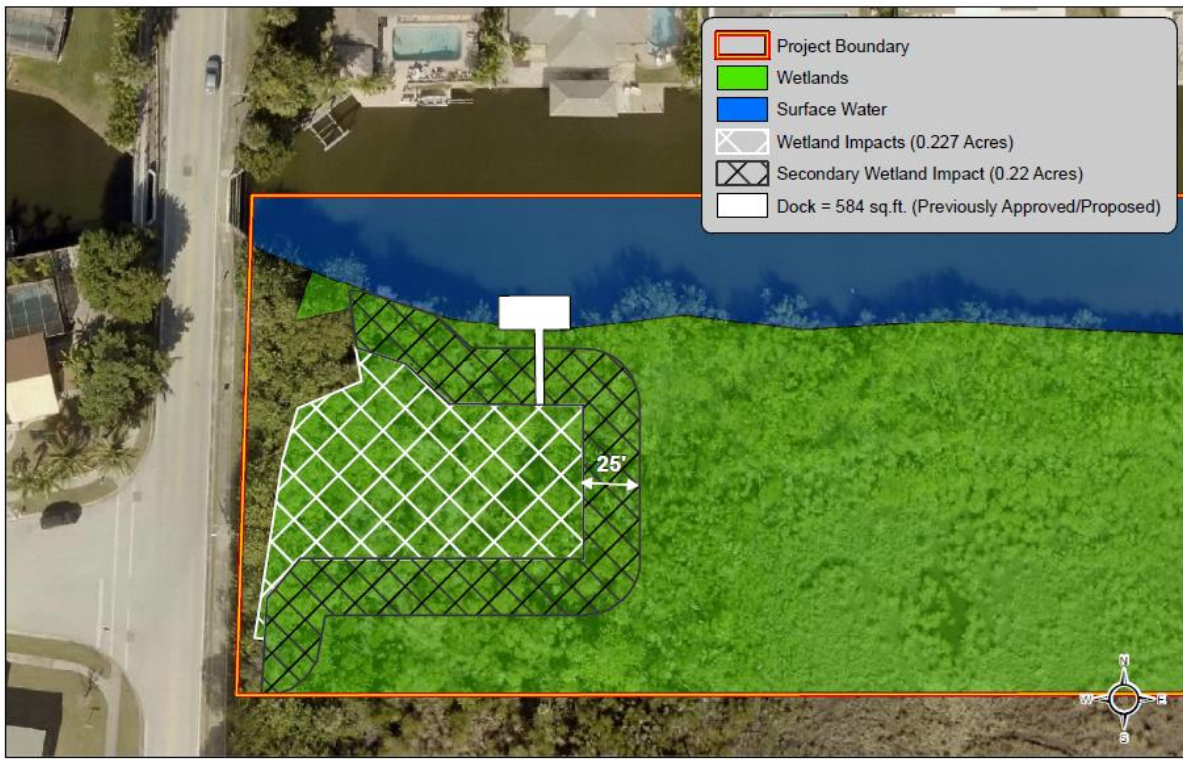 Project Boundary
Wetlands
Surface Water
Wetland Impacts (0.227 Acres)
Secondary Wetland Impact (0.22 Acres)
Dock = 584 sq.ft. (Previously Approved/Proposed)
25'
N
W E
S